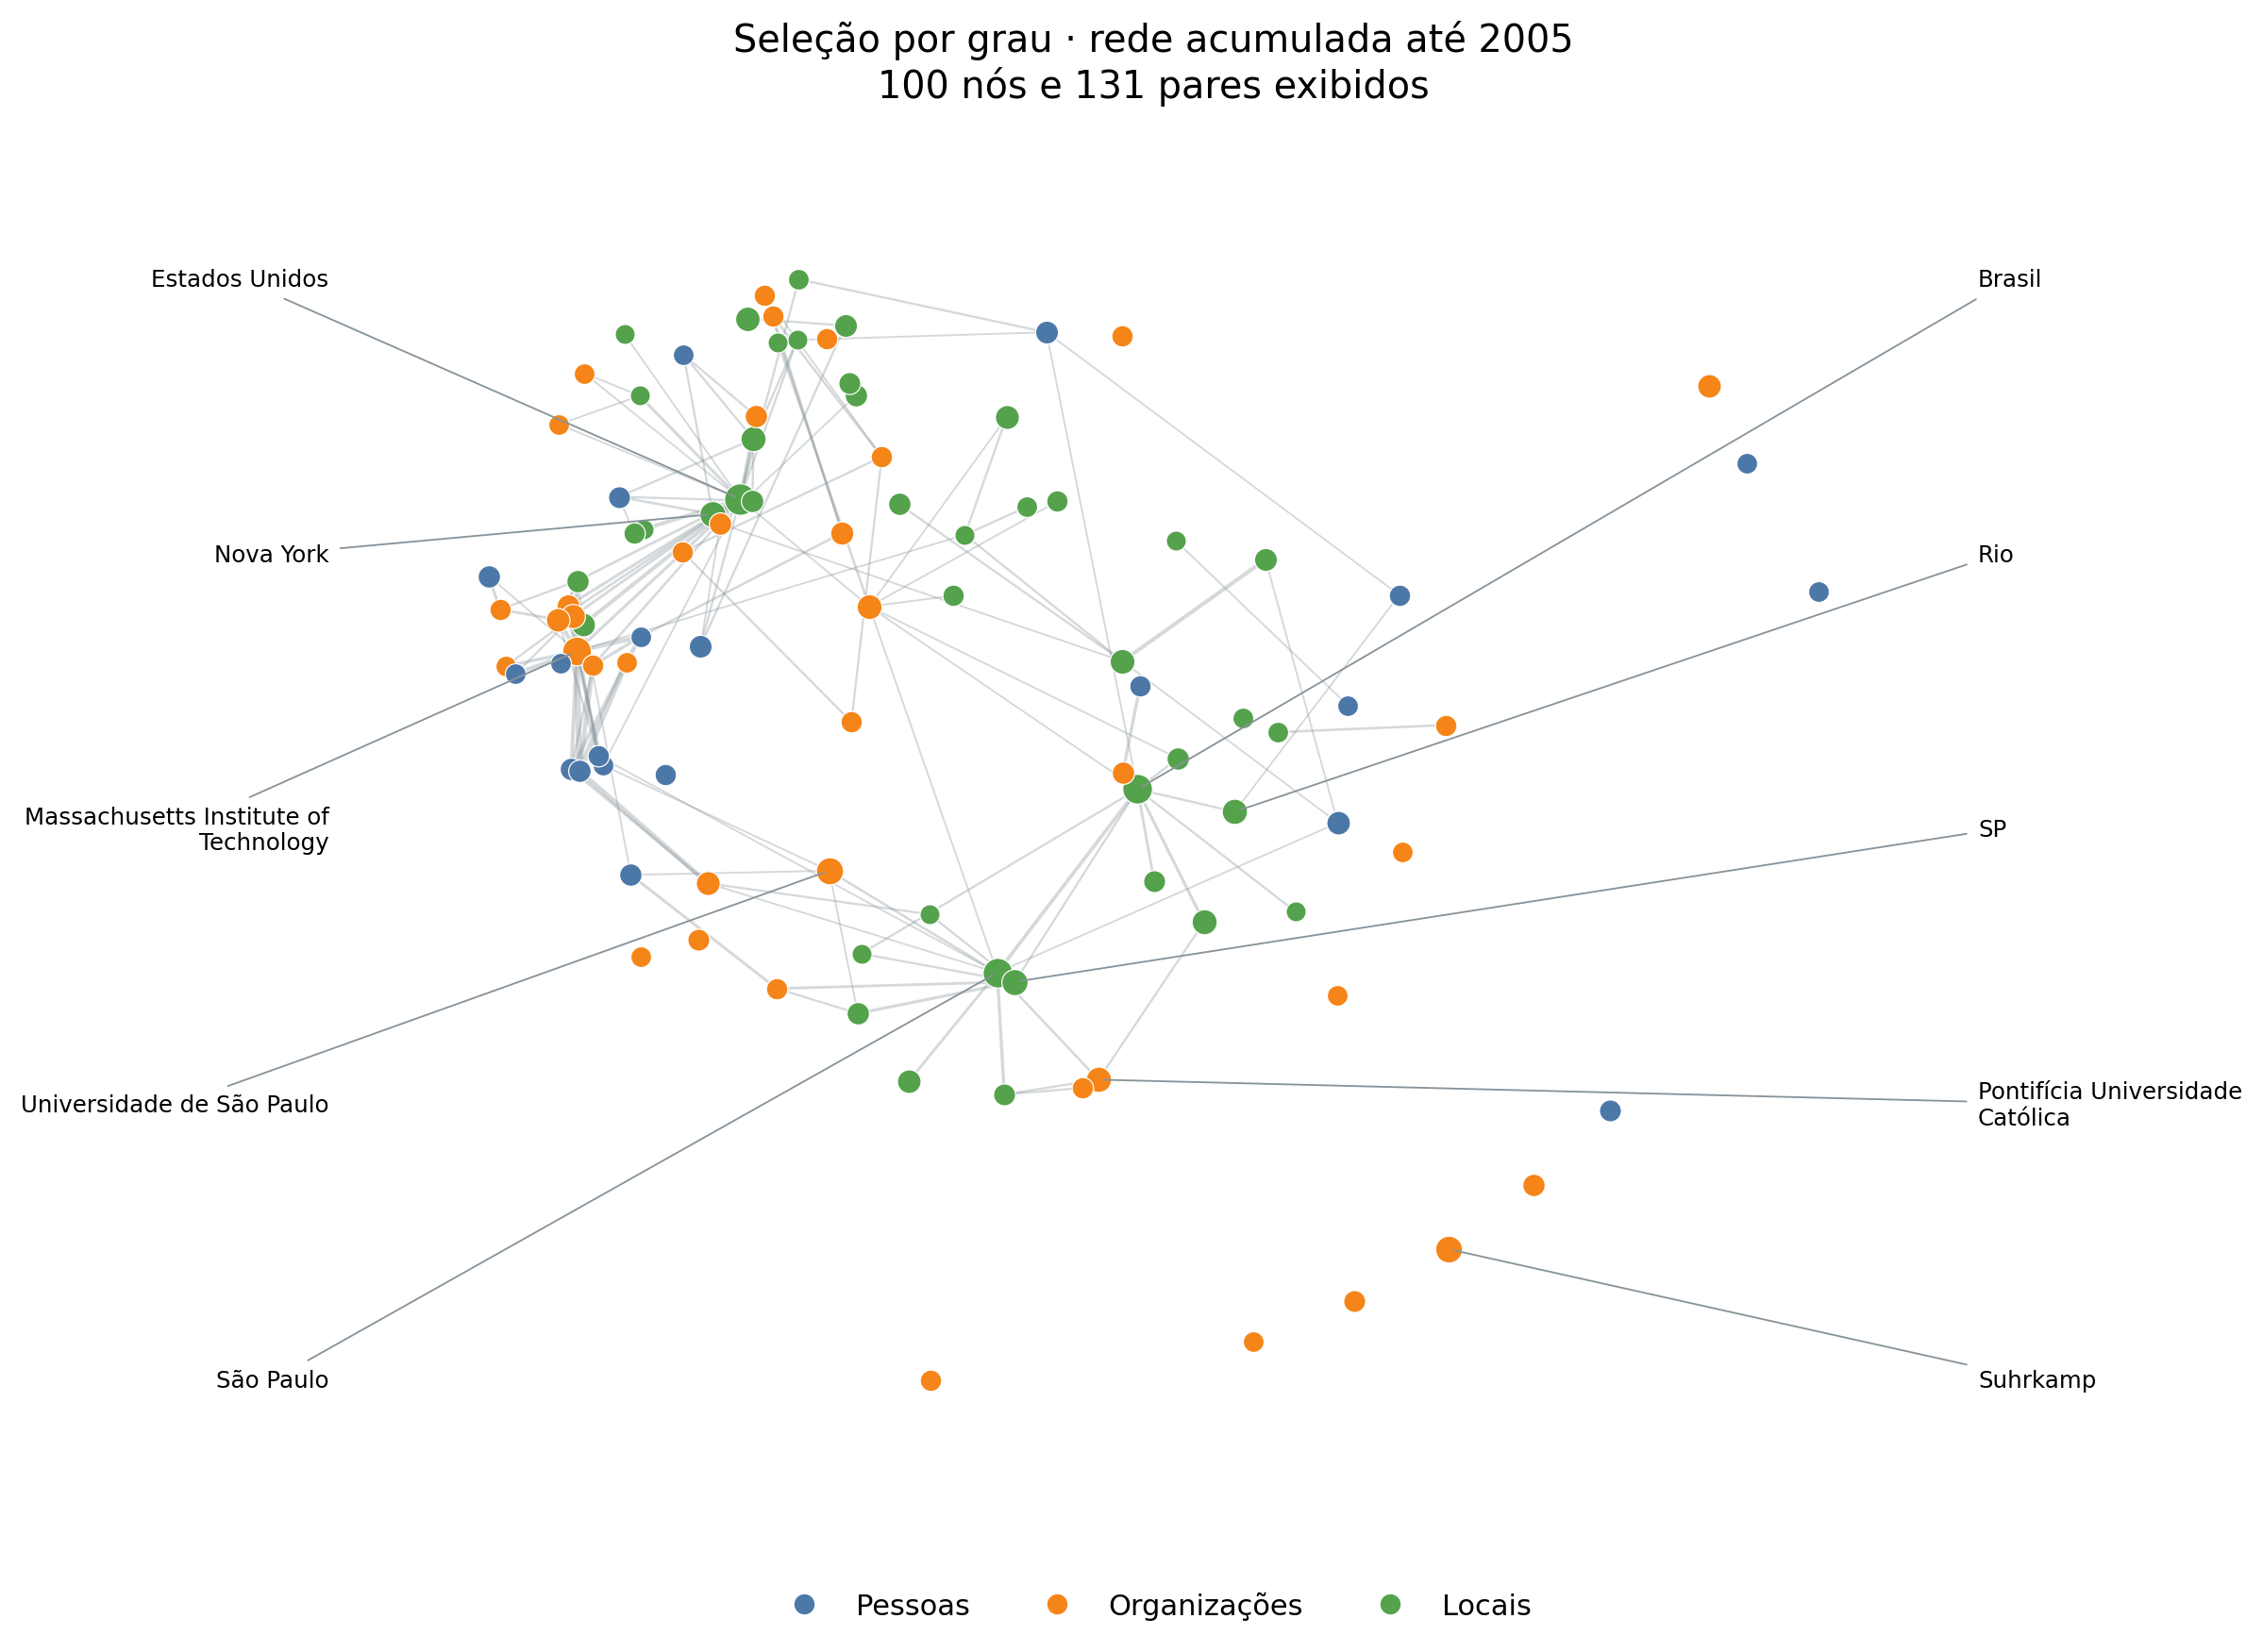 Seleção por grau · rede acumulada até 2005
100 nós e 131 pares exibidos
Estados Unidos
Nova York
Massachusetts Institute of
Technology
Universidade de São Paulo
São Paulo
Brasil
Rio
SP
Pontifícia Universidade
Católica
Suhrkamp
Pessoas
Organizações
Locais